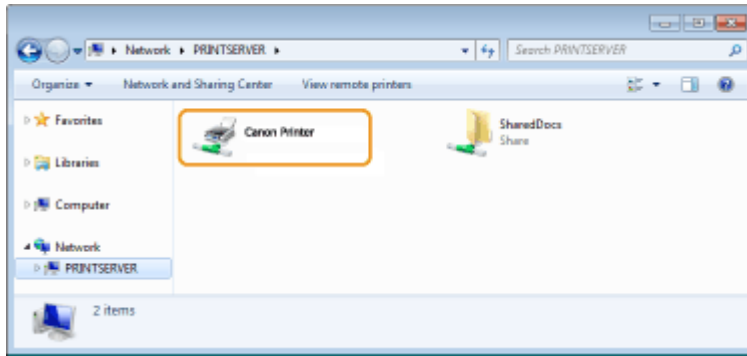 Network ▸ PRINTSERVER ▸
Search PRINTSERVER
Organize
Network and Sharing Center
View remote printers
Favorites
Libraries
Computer
Network
PRINTSERVER
Canon Printer
SharedDocs
Share
2 items